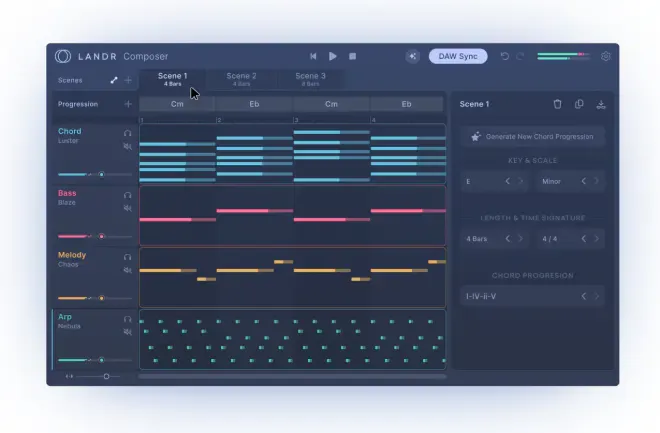 LANDR Composer
DAW Sync
Scenes
Scene 1
4 Bars
Scene 2
4 Bars
Scene 3
8 Bars
Progression
Cm
Eb
Cm
Eb
1
2
3
4
Chord
Luster
Bass
Blaze
Melody
Chaos
Arp
Nebula
Scene 1
Generate New Chord Progression
KEY & SCALE
E
Minor
LENGTH & TIME SIGNATURE
4 Bars
4 / 4
CHORD PROGRESION
I-IV-ii-V